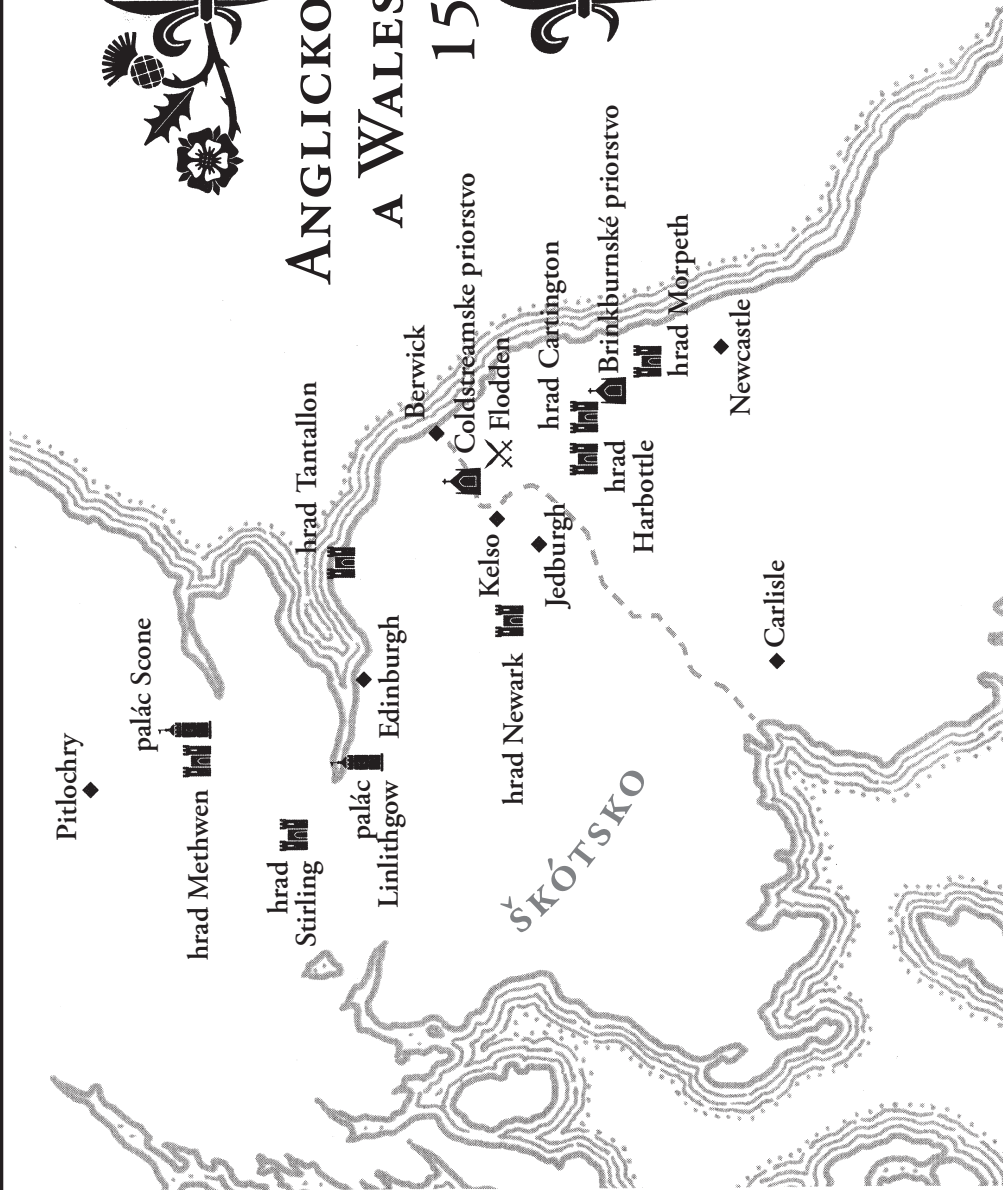 ANGLICKO
A WALES
15
Pitlochry
palác Scone
hrad Methwen
hrad
Stirling
palác
Linlithgow
Edinburgh
hrad Tantallon
Berwick
Coldstreamske priorstvo
Flodden
Kelso
Jedburgh
hrad Newark
hrad Cartington
hrad
Harbottle
Brinkburnské priorstvo
hrad Morpeth
Newcastle
Carlisle
ŠKÓTSKO